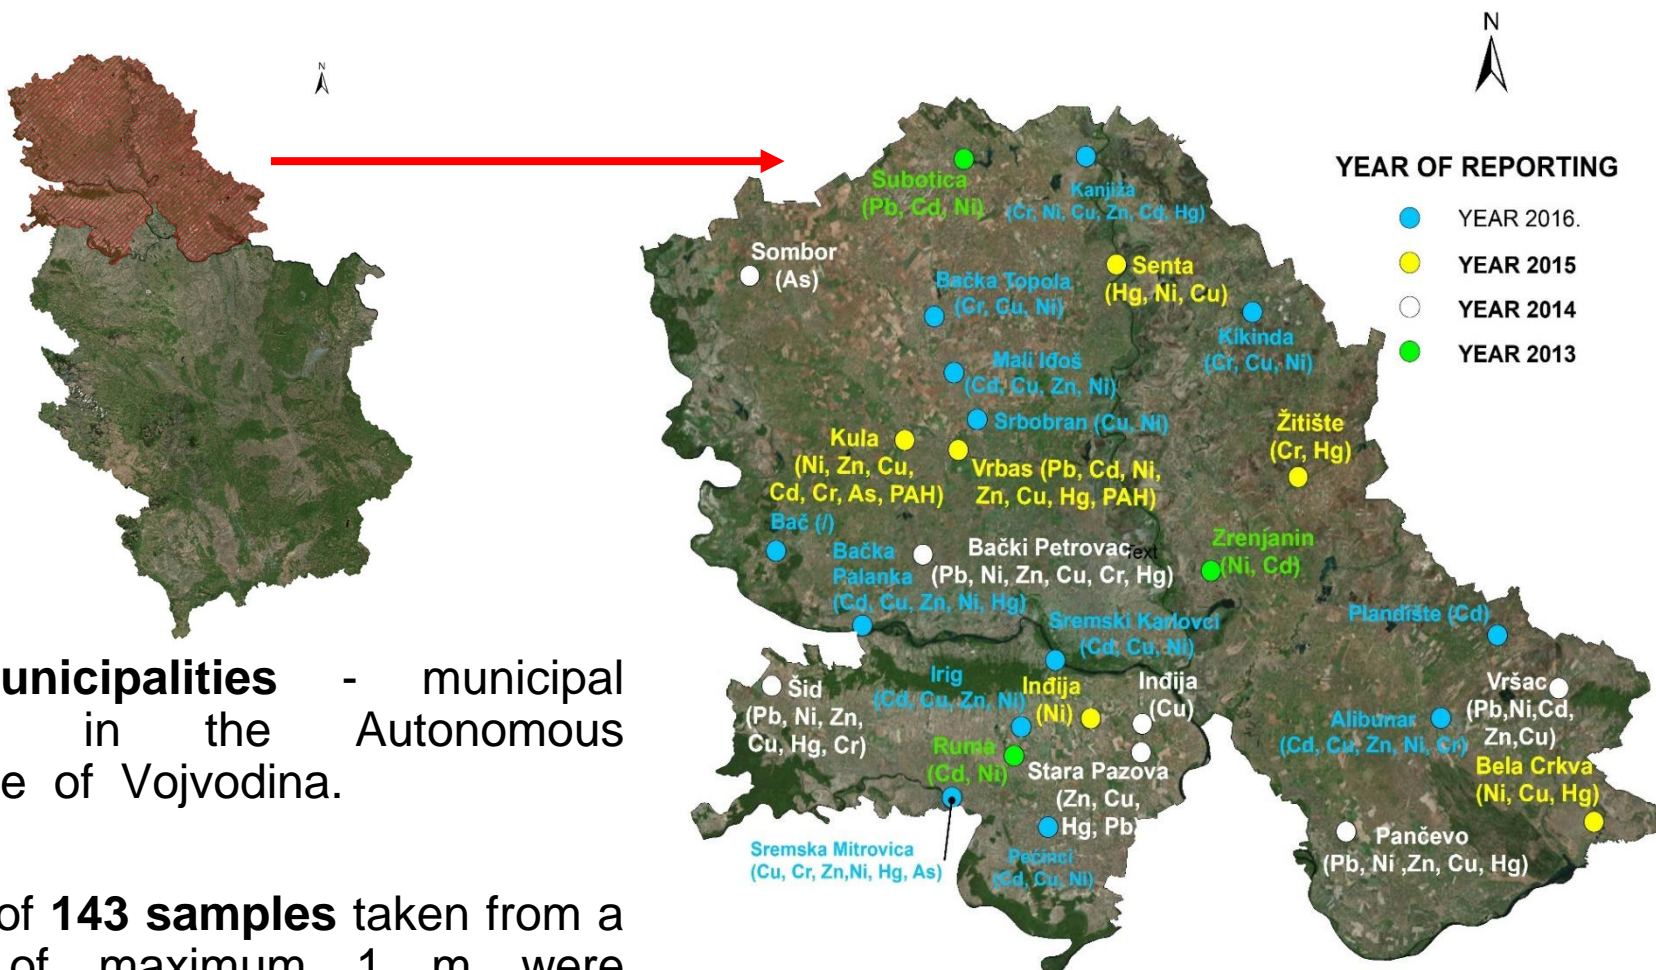 N
N
YEAR OF REPORTING
YEAR 2016.
YEAR 2015
YEAR 2014
YEAR 2013
Subotica
(Pb, Cd, Ni)
Kanjiža
(Cr, Ni, Cu, Zn, Cd, Hg)
Sombor
(As)
Senta
(Hg, Ni, Cu)
Bačka Topola
(Cr, Cu, Ni)
Kikinda
(Cr, Cu, Ni)
Mali Iđoš
(Cd, Cu, Zn, Ni)
Srbobran (Cu, Ni)
Žitište
(Cr, Hg)
Kula
(Ni, Zn, Cu,
Cd, Cr, As, PAH)
Vrbas (Pb, Cd, Ni,
Zn, Cu, Hg, PAH)
Bač (/)
Bačka
Palanka
(Cd, Cu, Zn, Ni, Hg)
Bački Petrovac
(Pb, Ni, Zn, Cu, Cr, Hg)
Text
Zrenjanin
(Ni, Cd)
Sremski Karlovci
(Cd, Cu, Ni)
Plandište (Cd)
Šid
(Pb, Ni, Zn,
Cu, Hg, Cr)
Irig
(Cd, Cu, Zn, Ni)
Inđija
(Ni)
Inđija
(Cu)
Vršac
(Pb,Ni,Cd,
Zn,Cu)
Alibunar
(Cd, Cu, Zn, Ni, Cr)
Ruma
(Cd, Ni)
Stara Pazova
(Zn, Cu,
Hg, Pb)
Bela Crkva
(Ni, Cu, Hg)
Sremska Mitrovica
(Cu, Cr, Zn,Ni, Hg, As)
Pećinci
(Cd, Cu, Ni)
Pančevo
(Pb, Ni ,Zn, Cu, Hg)
unicipalities - municipal
in the Autonomous
e of Vojvodina.
of 143 samples taken from a
of maximum 1 m were